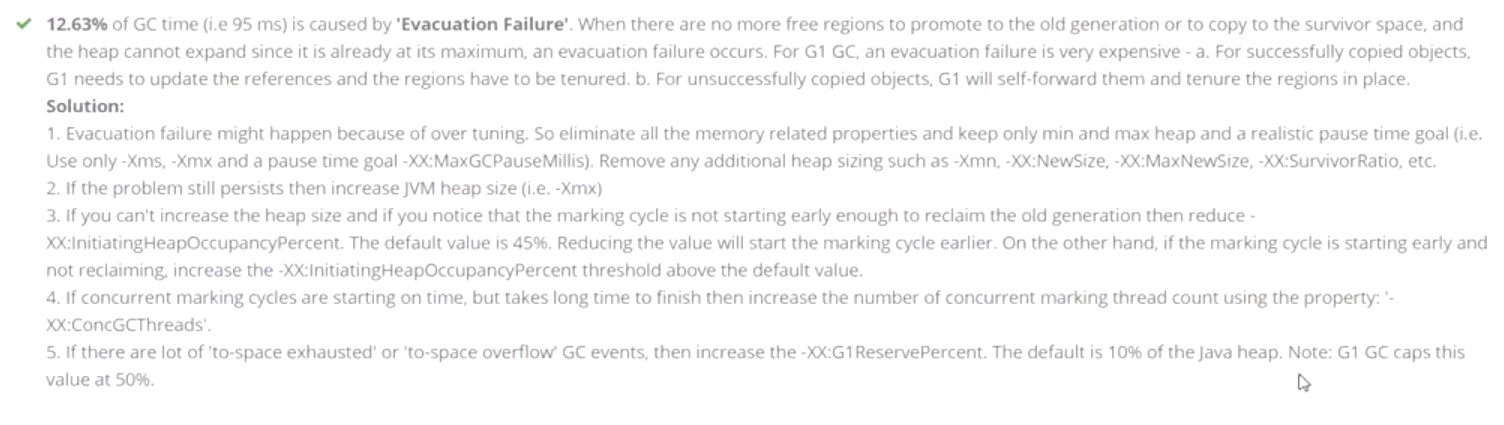 12.63% of GC time (i.e 95 ms) is caused by 'Evacuation Failure'. When there are no more free regions to promote to the old generation or to copy to the survivor space, and
the heap cannot expand since it is already at its maximum, an evacuation failure occurs. For G1 GC, an evacuation failure is very expensive - a. For successfully copied objects,
G1 needs to update the references and the regions have to be tenured. b. For unsuccessfully copied objects, G1 will self-forward them and tenure the regions in place.
Solution:
1. Evacuation failure might happen because of over tuning. So eliminate all the memory related properties and keep only min and max heap and a realistic pause time goal (i.e.
Use only -Xms, -Xmx and a pause time goal -XX:MaxGCPauseMillis). Remove any additional heap sizing such as -Xmn, -XX:NewSize, -XX:MaxNewSize, -XX:SurvivorRatio, etc.
2. If the problem still persists then increase JVM heap size (i.e. -Xmx)
3. If you can't increase the heap size and if you notice that the marking cycle is not starting early enough to reclaim the old generation then reduce -
XX:InitiatingHeapOccupancyPercent. The default value is 45%. Reducing the value will start the marking cycle earlier. On the other hand, if the marking cycle is starting early and
not reclaiming, increase the -XX:InitiatingHeapOccupancyPercent threshold above the default value.
4. If concurrent marking cycles are starting on time, but takes long time to finish then increase the number of concurrent marking thread count using the property: '-
XX:ConcGCThreads'.
5. If there are lot of 'to-space exhausted' or 'to-space overflow' GC events, then increase the -XX:G1ReservePercent. The default is 10% of the Java heap. Note: G1 GC caps this
value at 50%.